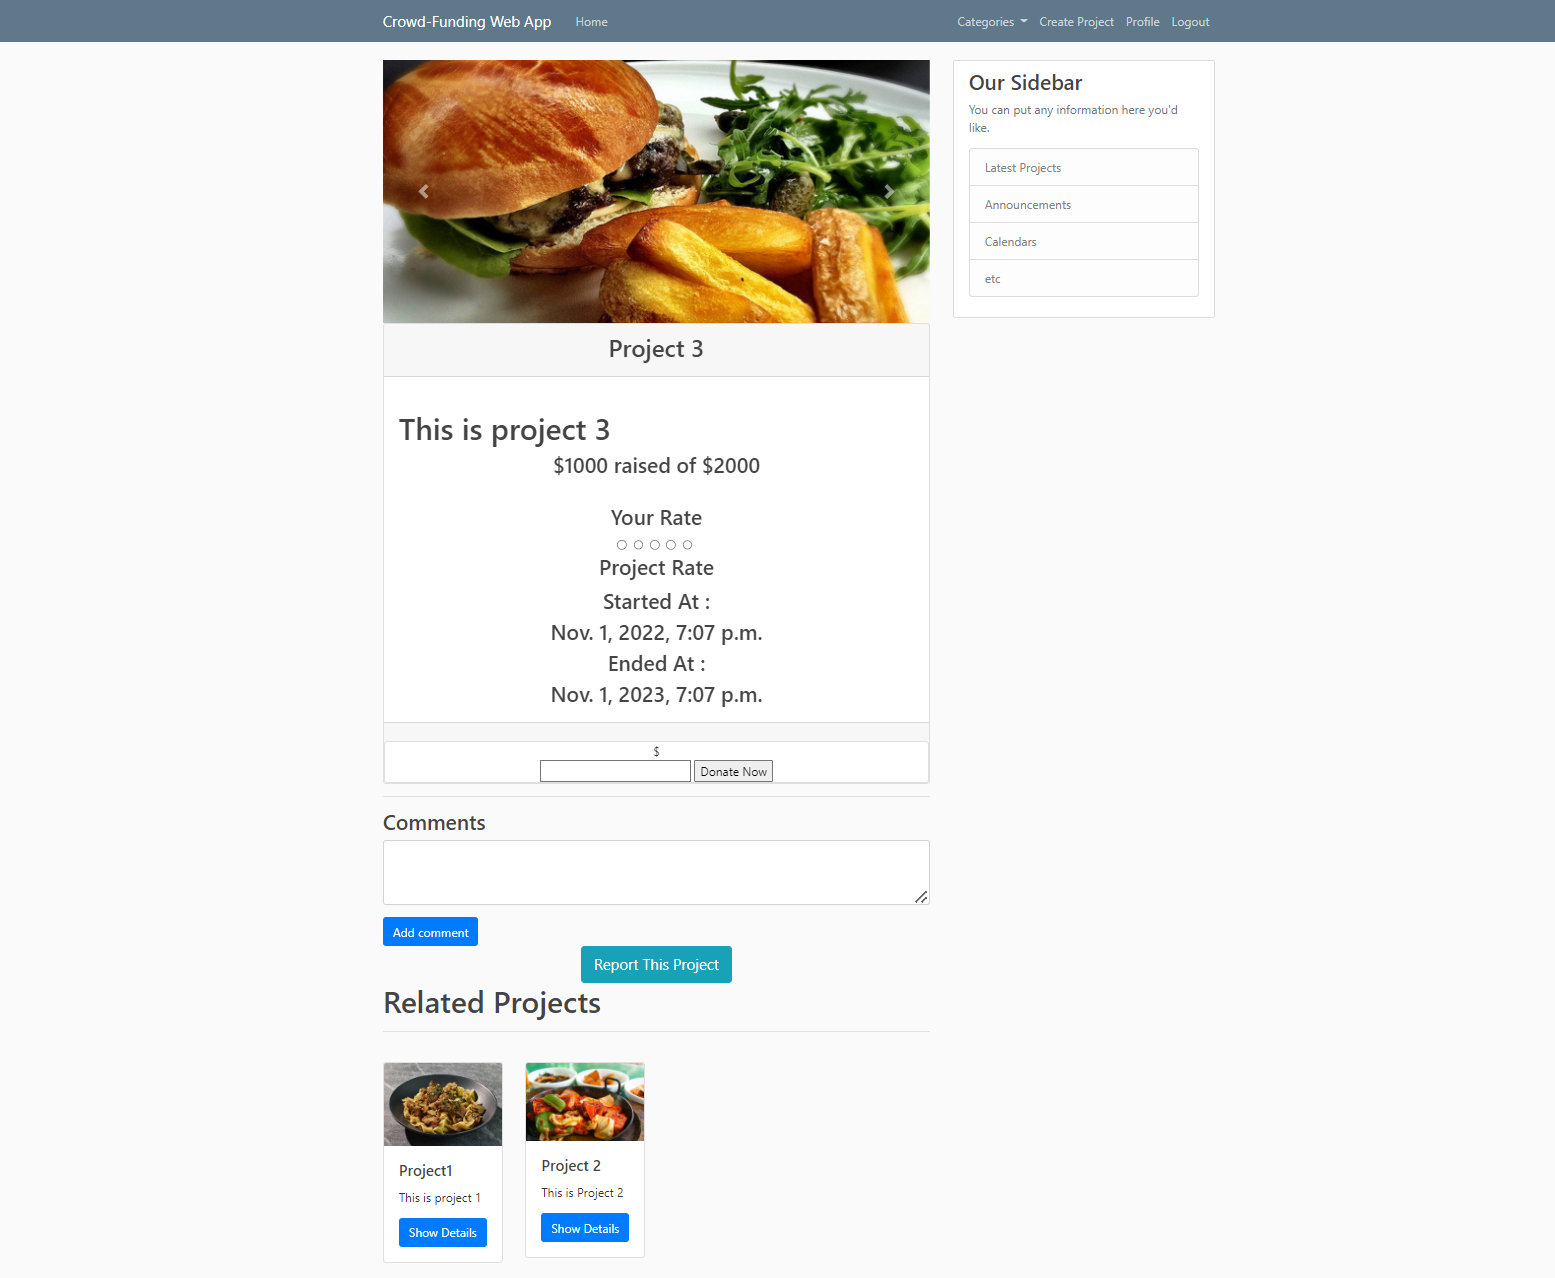 Crowd-Funding Web App
Home
Categories
Create Project
Profile
Logout
Our Sidebar
You can put any information here you'd
like.
Latest Projects
Announcements
Calendars
etc
Project 3
This is project 3
$1000 raised of $2000
Your Rate
Project Rate
Started At :
Nov. 1, 2022, 7:07 p.m.
Ended At :
Nov. 1, 2023, 7:07 p.m.
$
Donate Now
Comments
Add comment
Report This Project
Related Projects
Project1
This is project 1
Show Details
Project 2
This is Project 2
Show Details